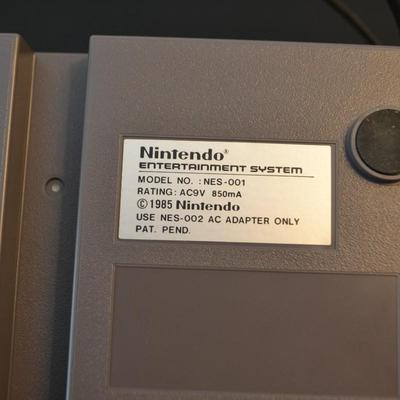 Nintendo®
ENTERTAINMENT SYSTEM
MODEL NO. : NES-001
RATING: AC9V 850mA
©1985 Nintendo
USE NES-002 AC ADAPTER ONLY
PAT. PEND.